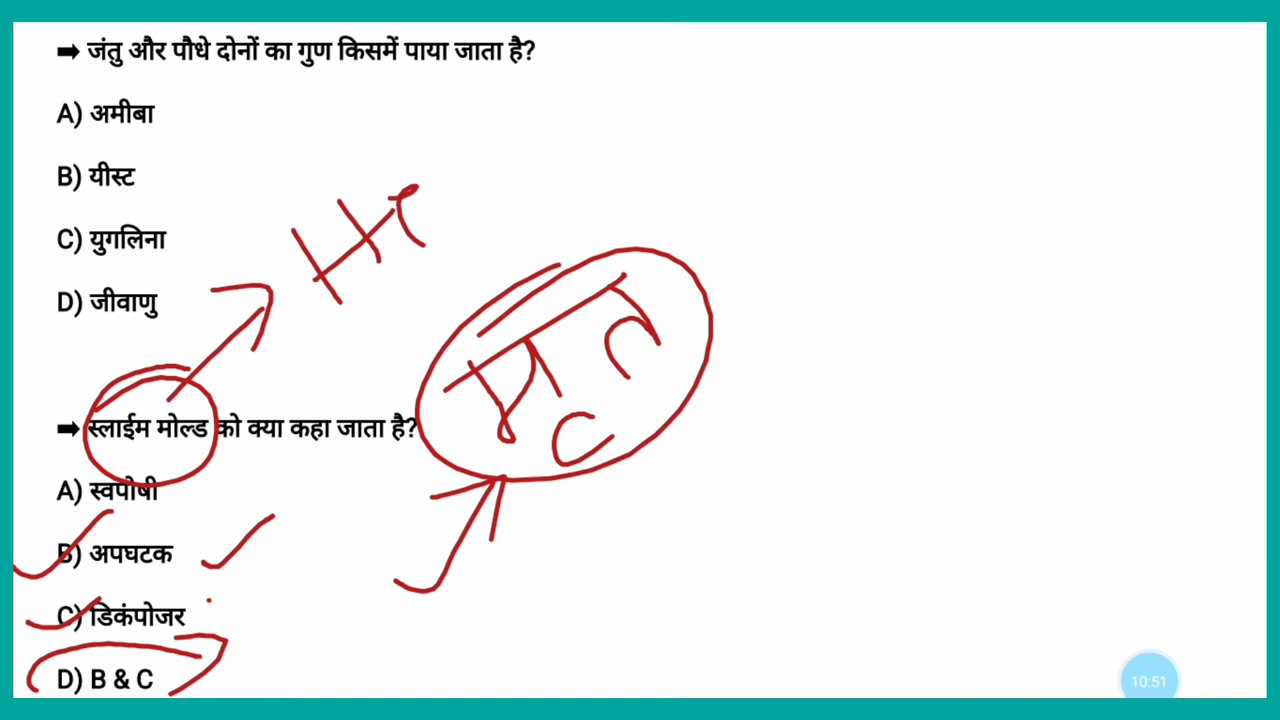 ➡ जंतु और पौधे दोनों का गुण किसमें पाया जाता है?
A) अमीबा
B) यीस्ट
C) युगलिना
D) जीवाणु
➡ स्लाईम मोल्ड को क्या कहा जाता है?
A) स्वपोषी
B) अपघटक
C) डिकंपोजर
D) B & C
10:51